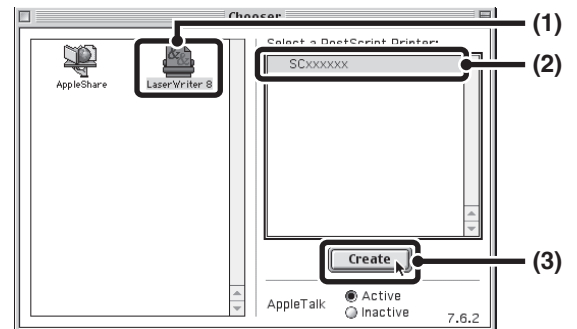 Chooser
(1)
Select a PostScript Printer:
(2)
SCxxxxxx
AppleShare
LaserWriter 8
Create
(3)
AppleTalk
Active
Inactive
7.6.2